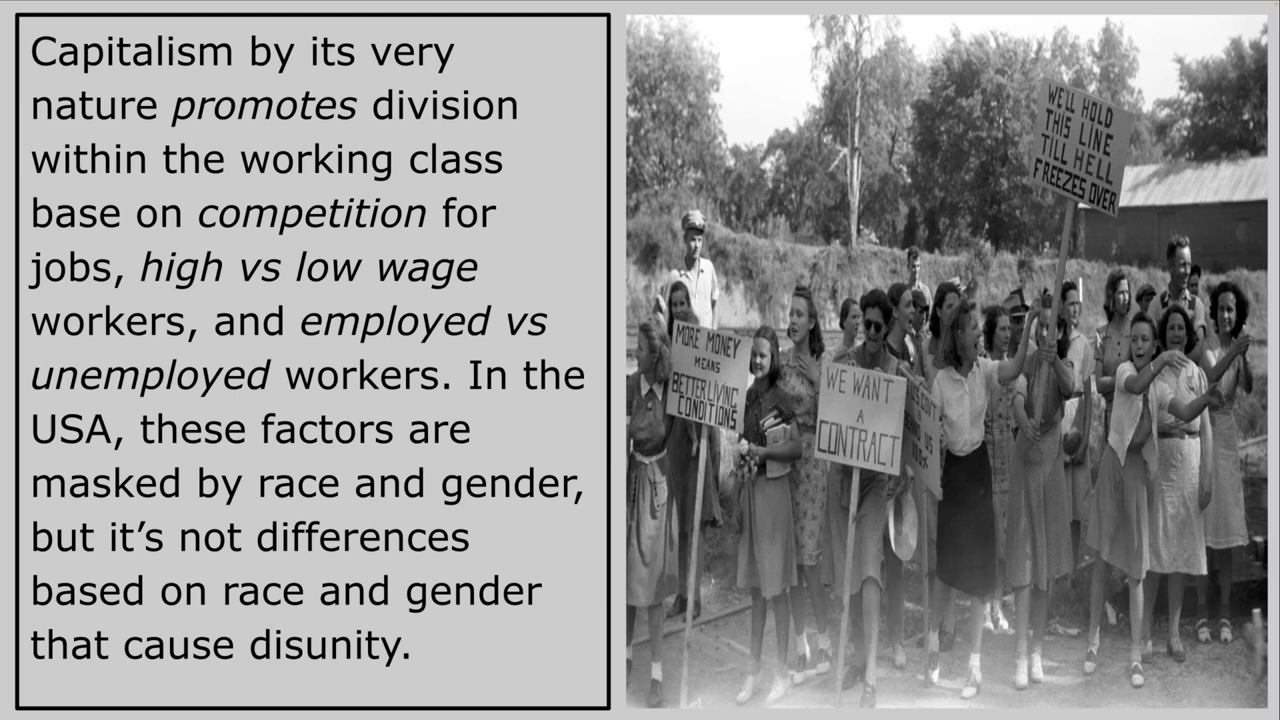 Capitalism by its very
nature promotes division
within the working class
base on competition for
jobs, high vs low wage
workers, and employed vs
unemployed workers. In the
USA, these factors are
masked by race and gender,
but it’s not differences
based on race and gender
that cause disunity.
WE'LL HOLD
THIS LINE
TILL HELL
FREEZES OVER
MORE MONEY
MEANS
BETTER LIVING
CONDITIONS
WE WANT
A
CONTRACT
US
100%